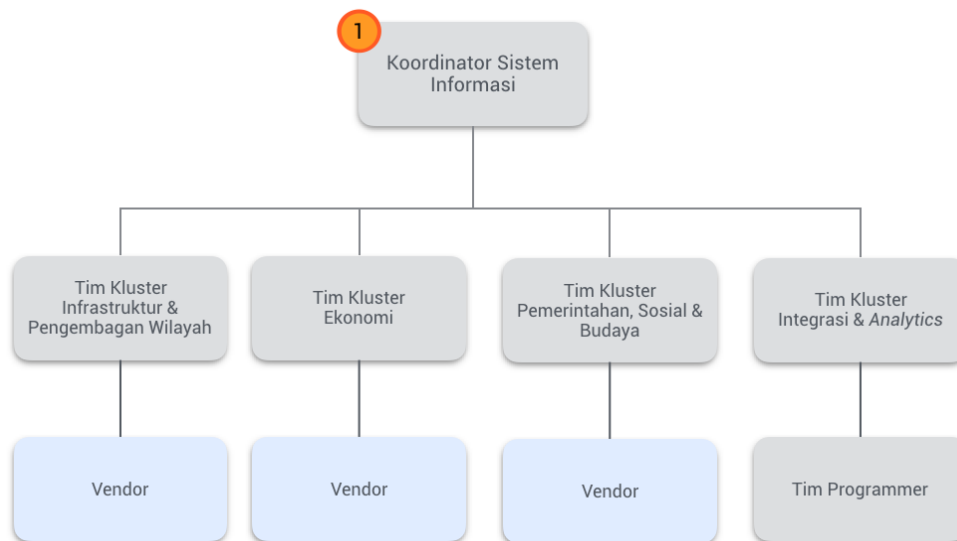 1
Koordinator Sistem
Informasi
Tim Kluster
Infrastruktur &
Pengembagan Wilayah
Tim Kluster
Ekonomi
Tim Kluster
Pemerintahan, Sosial &
Budaya
Tim Kluster
Integrasi & Analytics
Vendor
Vendor
Vendor
Tim Programmer